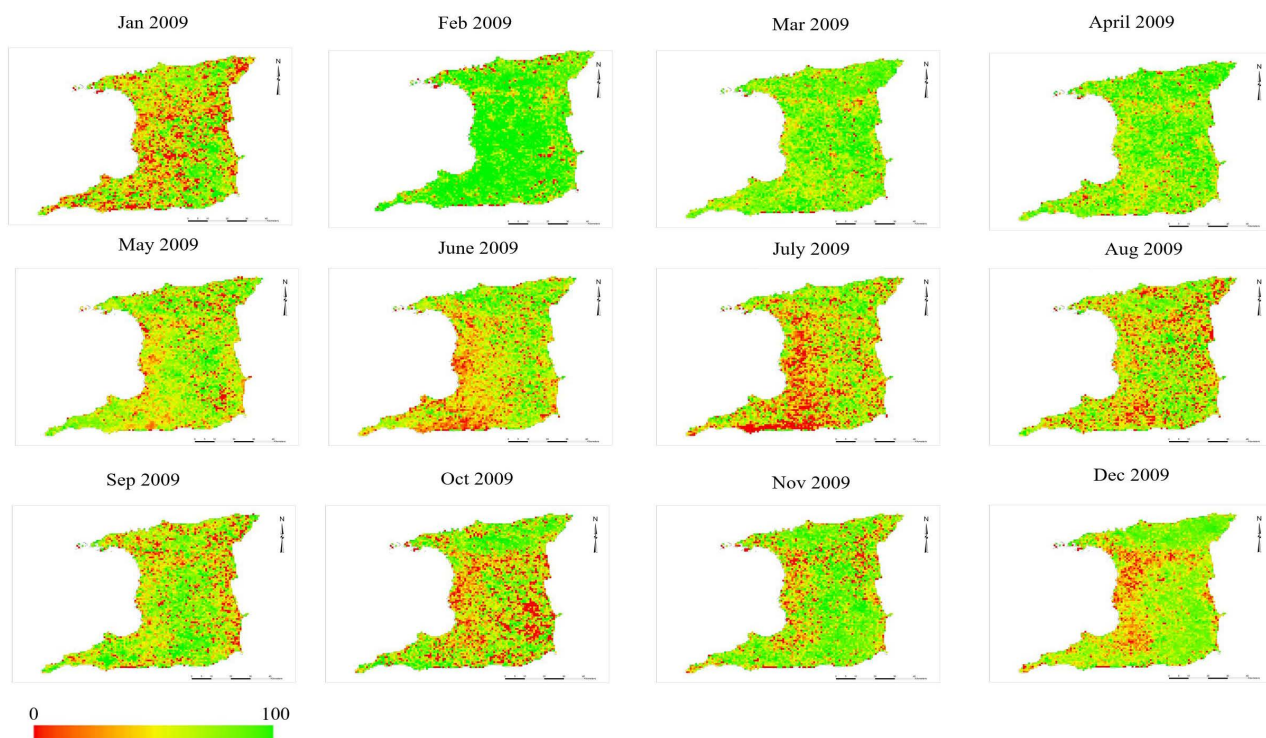 Jan 2009
Feb 2009
Mar 2009
April 2009
N
N
N
N
May 2009
June 2009
July 2009
Aug 2009
N
N
N
N
Sep 2009
Oct 2009
Nov 2009
Dec 2009
N
N
N
N
0 100